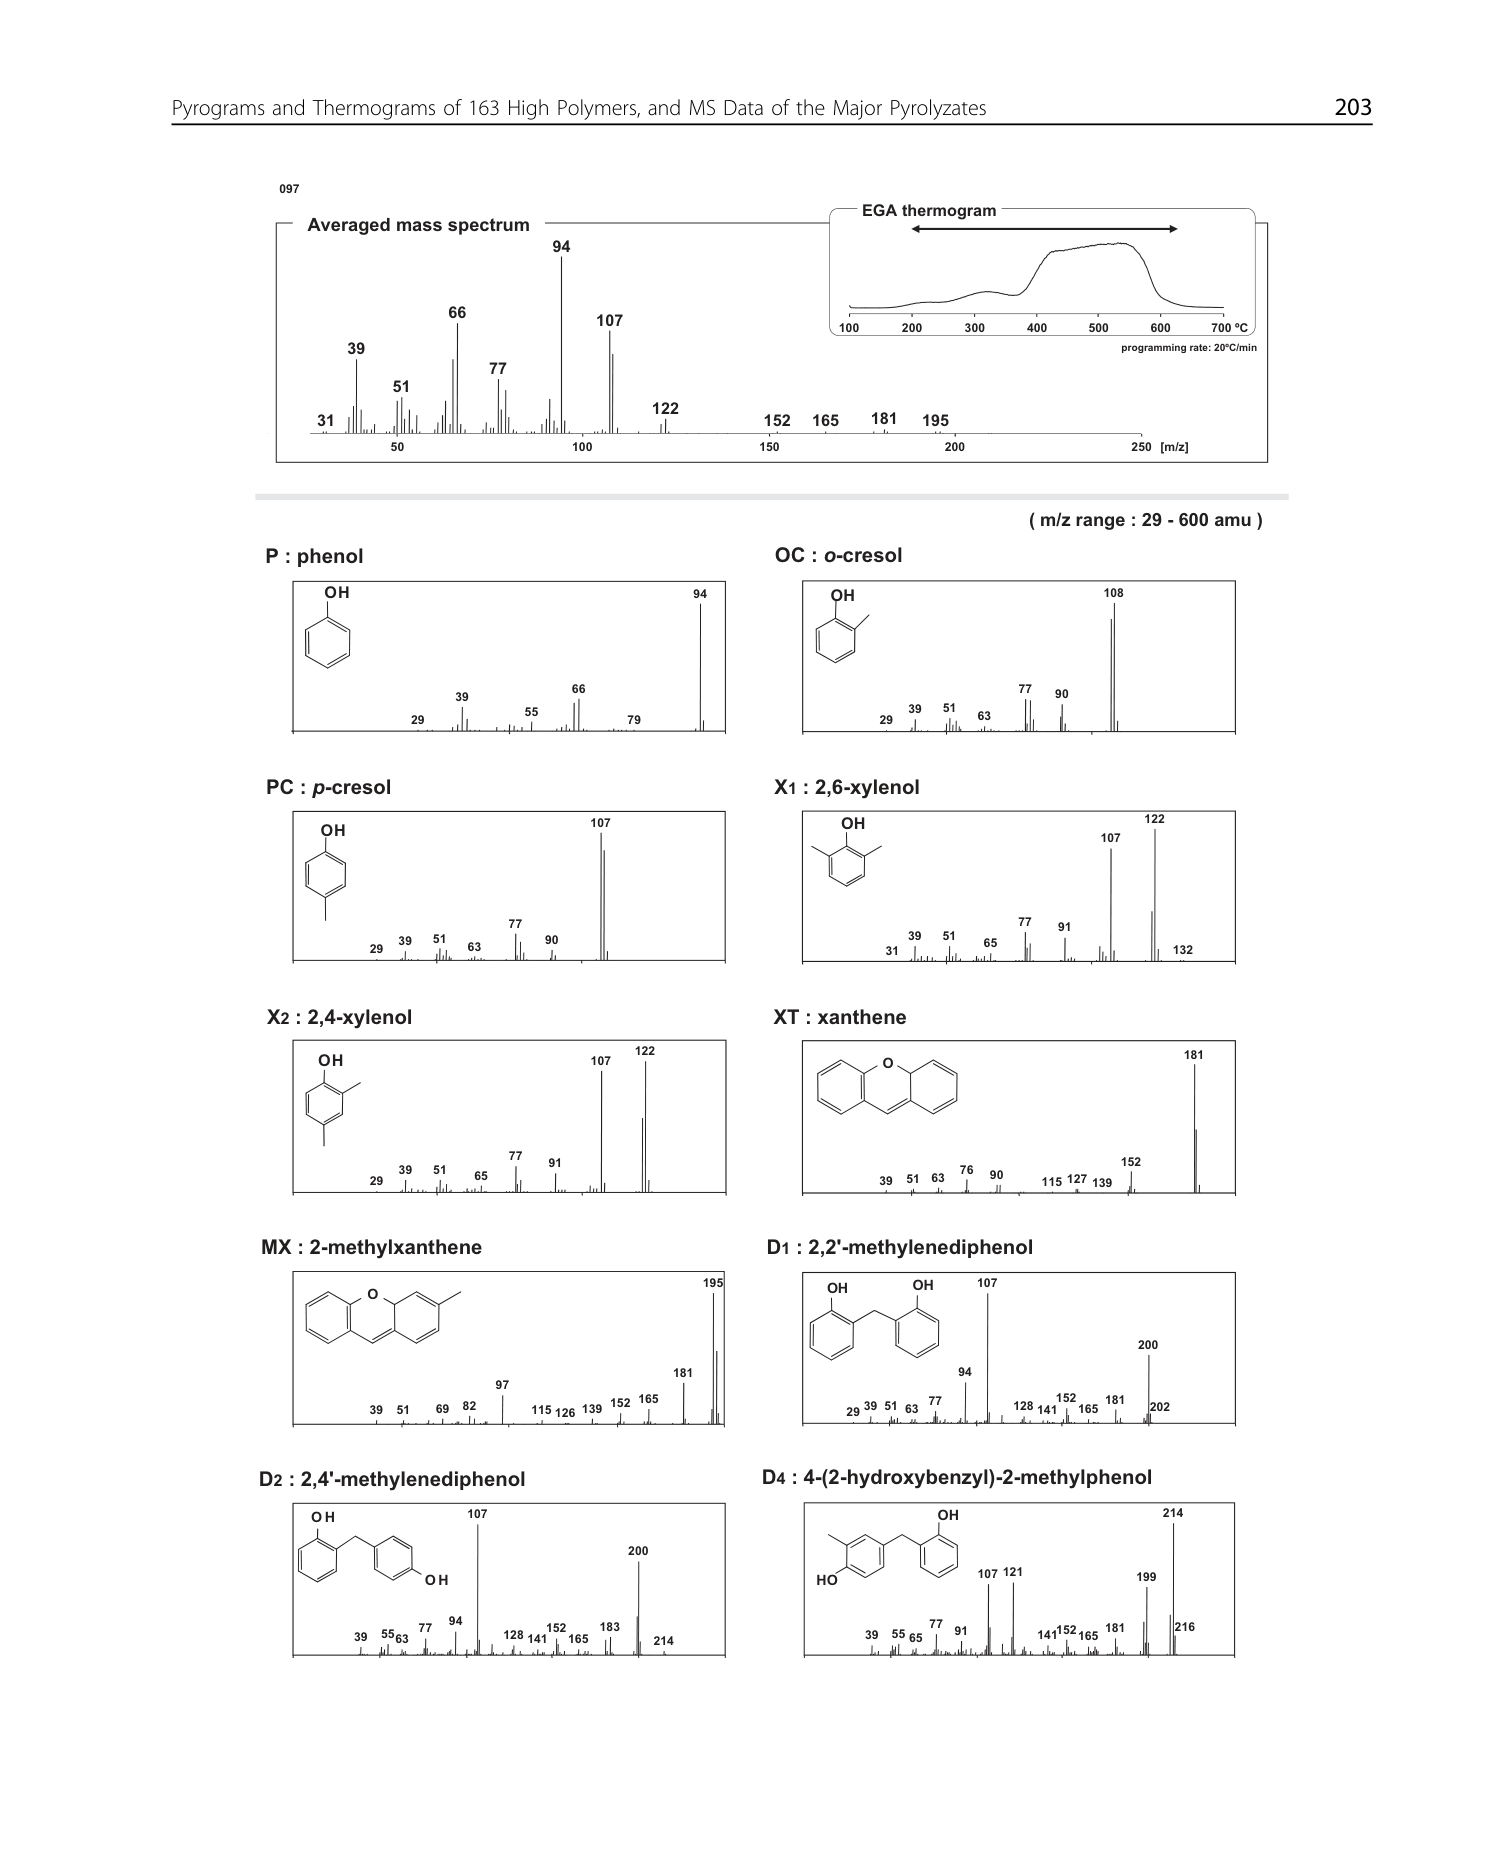 Pyrograms and Thermograms of 163 High Polymers, and MS Data of the Major Pyrolyzates 203
097
Averaged mass spectrum
EGA thermogram
100 200 300 400 500 600 700 ºC
programming rate: 20ºC/min
31 39 51 66 77 94 107 122 152 165 181 195
50 100 150 200 250 [m/z]
( m/z range : 29 - 600 amu )
P : phenol
OH
29 39 55 66 79 94
OC : o-cresol
OH
29 39 51 63 77 90 108
PC : p-cresol
OH
29 39 51 63 77 90 107
X1 : 2,6-xylenol
OH
31 39 51 65 77 91 107 122 132
X2 : 2,4-xylenol
OH
29 39 51 65 77 91 107 122
XT : xanthene
O
39 51 63 76 90 115 127 139 152 181
MX : 2-methylxanthene
O
39 51 69 82 97 115 126 139 152 165 181 195
D1 : 2,2'-methylenediphenol
OH OH
29 39 51 63 77 94 107 128 141 152 165 181 200 202
D2 : 2,4'-methylenediphenol
OH
OH
39 55 63 77 94 107 128 141 152 165 183 200 214
D4 : 4-(2-hydroxybenzyl)-2-methylphenol
OH
HO
39 55 65 77 91 107 121 141 152 165 181 199 214 216